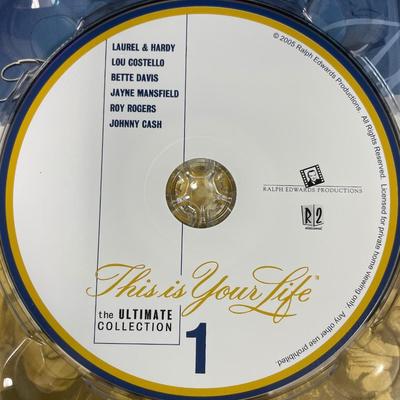 LAUREL & HARDY
LOU COSTELLO
BETTE DAVIS
JAYNE MANSFIELD
ROY ROGERS
JOHNNY CASH
© 2005 Ralph Edwards Productions. All Rights Reserved. Licensed for private home viewing only. Any other use prohibited.
RALPH EDWARDS PRODUCTIONS
R2
This is Your Life™
the ULTIMATE
COLLECTION
1